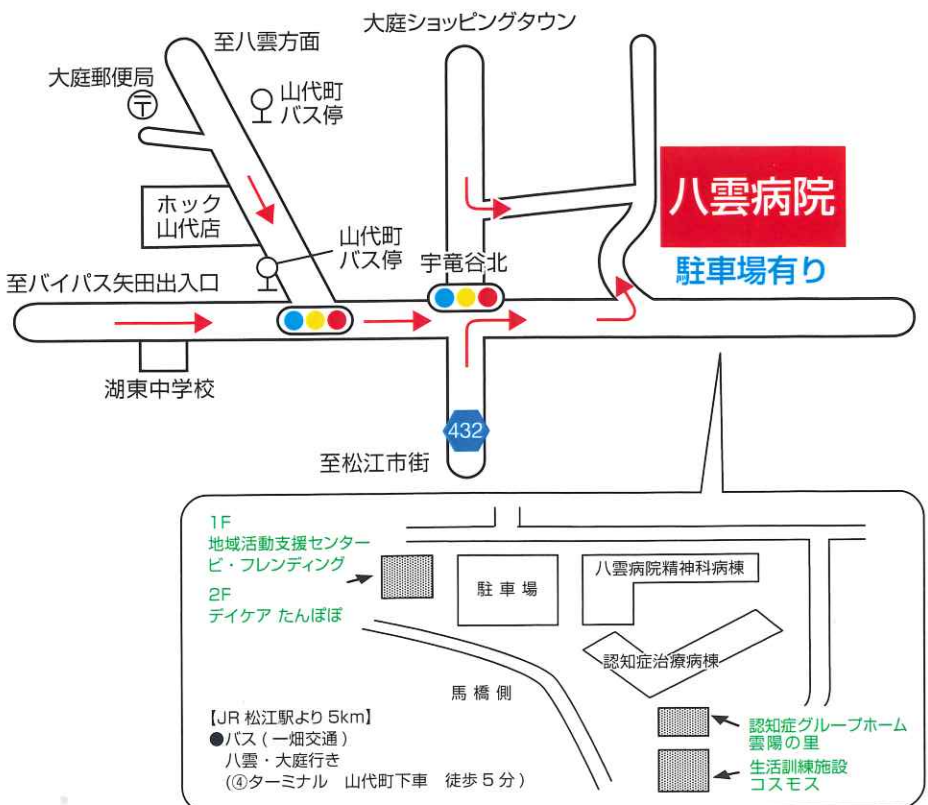 大庭ショッピングタウン
至八雲方面
大庭郵便局
〒
山代町
バス停
ホック
山代店
山代町
バス停
宇竜谷北
八雲病院
駐車場有り
至バイパス矢田出入口
湖東中学校
432
至松江市街
1F
地域活動支援センター
ビ・フレンディング
2F
デイケア たんぽぽ
駐車場
八雲病院精神科病棟
認知症治療病棟
馬橋側
【JR 松江駅より 5km】
●バス ( 一畑交通 )
八雲・大庭行き
(④ターミナル 山代町下車 徒歩 5 分 )
認知症グループホーム
雲陽の里
生活訓練施設
コスモス